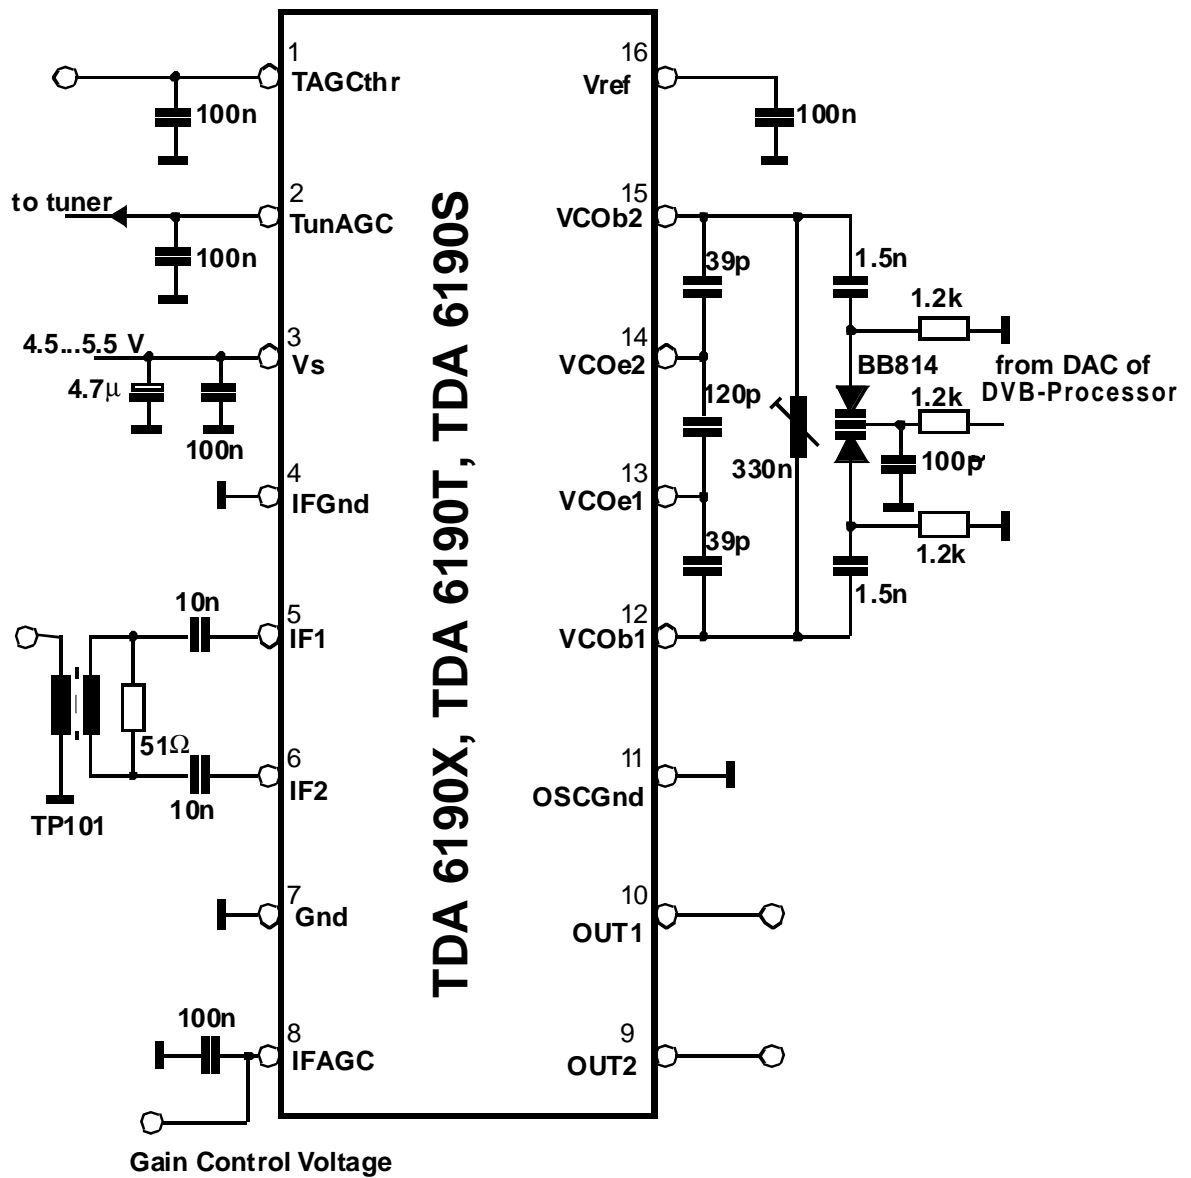 1
TAGCthr
100n
to tuner
2
TunAGC
100n
4.5...5.5 V
3
Vs
4.7µ
100n
4
IFGnd
10n
5
IF1
51Ω
6
IF2
10n
TP101
7
Gnd
100n
8
IFAGC
Gain Control Voltage
TDA 6190X, TDA 6190T, TDA 6190S
16
Vref
100n
15
VCOb2
39p
1.5n
1.2k
14
VCOe2
BB814
from DAC of
DVB-Processor
120p
1.2k
330n
100p
13
VCOe1
39p
1.2k
1.5n
12
VCOb1
11
OSCGnd
10
OUT1
9
OUT2